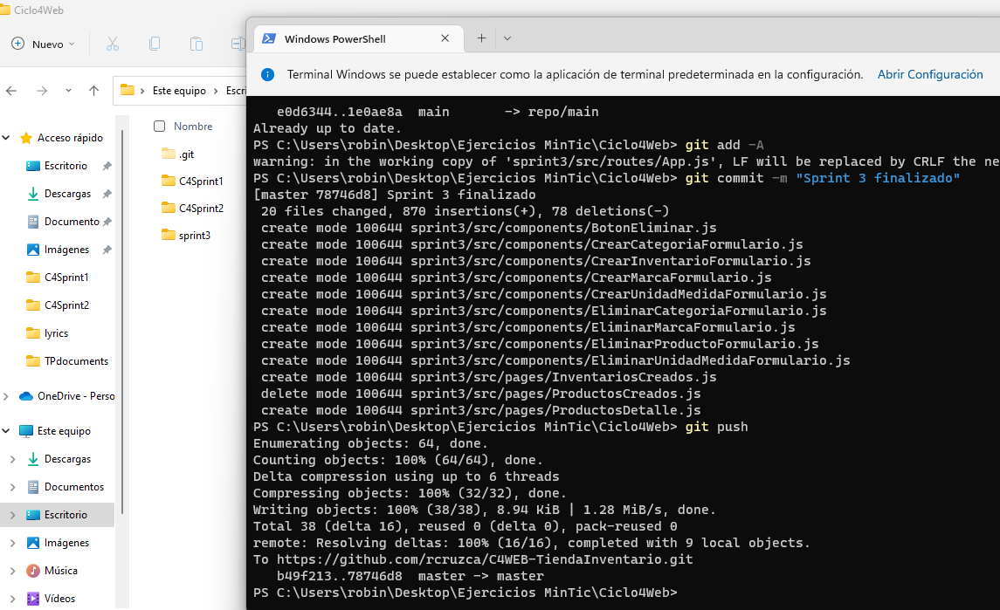 Ciclo4Web
Nuevo
Este equipo > Escri
Nombre
.git
C4Sprint1
C4Sprint2
sprint3
Acceso rápido
Escritorio
Descargas
Documento
Imágenes
C4Sprint1
C4Sprint2
lyrics
TPdocuments
OneDrive - Perso
Este equipo
Descargas
Documentos
Escritorio
Imágenes
Música
Vídeos
Windows PowerShell
Terminal Windows se puede establecer como la aplicación de terminal predeterminada en la configuración. Abrir Configuración
e0d6344..1e0ae8a  main       -> repo/main
Already up to date.
PS C:\Users\robin\Desktop\Ejercicios MinTic\Ciclo4Web> git add -A
warning: in the working copy of 'sprint3/src/routes/App.js', LF will be replaced by CRLF the ne
PS C:\Users\robin\Desktop\Ejercicios MinTic\Ciclo4Web> git commit -m "Sprint 3 finalizado"
[master 78746d8] Sprint 3 finalizado
20 files changed, 870 insertions(+), 78 deletions(-)
create mode 100644 sprint3/src/components/BotonEliminar.js
create mode 100644 sprint3/src/components/CrearCategoriaFormulario.js
create mode 100644 sprint3/src/components/CrearInventarioFormulario.js
create mode 100644 sprint3/src/components/CrearMarcaFormulario.js
create mode 100644 sprint3/src/components/CrearUnidadMedidaFormulario.js
create mode 100644 sprint3/src/components/EliminarCategoriaFormulario.js
create mode 100644 sprint3/src/components/EliminarMarcaFormulario.js
create mode 100644 sprint3/src/components/EliminarProductoFormulario.js
create mode 100644 sprint3/src/components/EliminarUnidadMedidaFormulario.js
create mode 100644 sprint3/src/pages/InventariosCreados.js
delete mode 100644 sprint3/src/pages/ProductosCreados.js
create mode 100644 sprint3/src/pages/ProductosDetalle.js
PS C:\Users\robin\Desktop\Ejercicios MinTic\Ciclo4Web> git push
Enumerating objects: 64, done.
Counting objects: 100% (64/64), done.
Delta compression using up to 6 threads
Compressing objects: 100% (32/32), done.
Writing objects: 100% (38/38), 8.94 KiB | 1.28 MiB/s, done.
Total 38 (delta 16), reused 0 (delta 0), pack-reused 0
remote: Resolving deltas: 100% (16/16), completed with 9 local objects.
To https://github.com/rcruzca/C4WEB-TiendaInventario.git
b49f213..78746d8  master -> master
PS C:\Users\robin\Desktop\Ejercicios MinTic\Ciclo4Web>